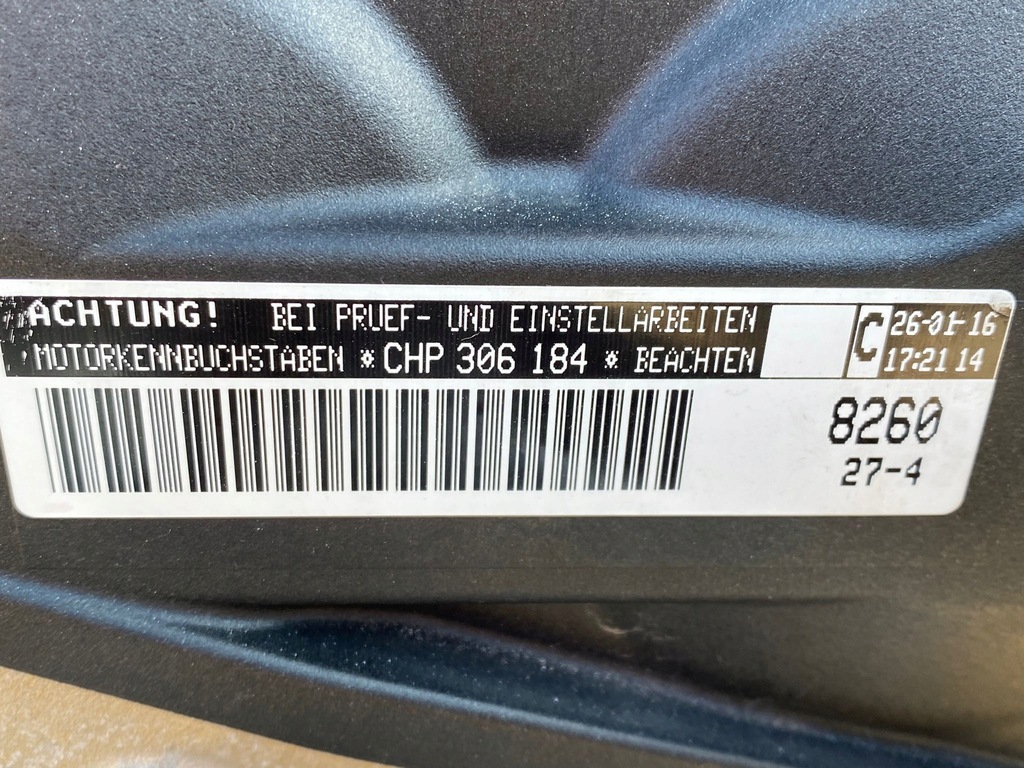 ACHTUNG! BEI PRUEF- UND EINSTELLARBEITEN
MOTORKENNBUCHSTABEN * CHP 306 184 * BEACHTEN
C
26-01-16
17:21 14
8260
27-4